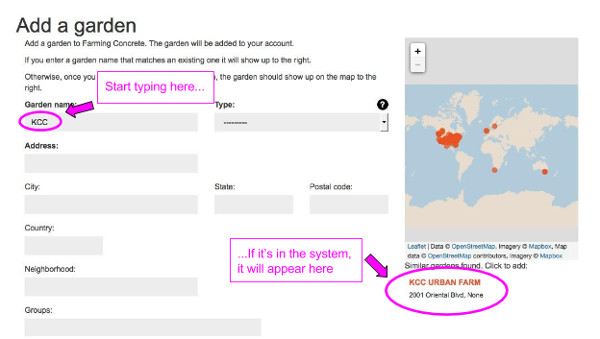 Add a garden
Add a garden to Farming Concrete. The garden will be added to your account.
If you enter a garden name that matches an existing one it will show up to the right.
Otherwise, once you
, the garden should show up on the map to the
right.
Start typing here...
Garden name:
Type:
?
KCC
---------
Address:
City:
State:
Postal code:
Country:
Neighborhood:
Groups:
...If it's in the system,
it will appear here
+
−
Leaflet | Data © OpenStreetMap, Imagery © Mapbox, Map
data © OpenStreetMap contributors, Imagery © Mapbox
Similar gardens found. Click to add:
KCC URBAN FARM
2001 Oriental Blvd, None